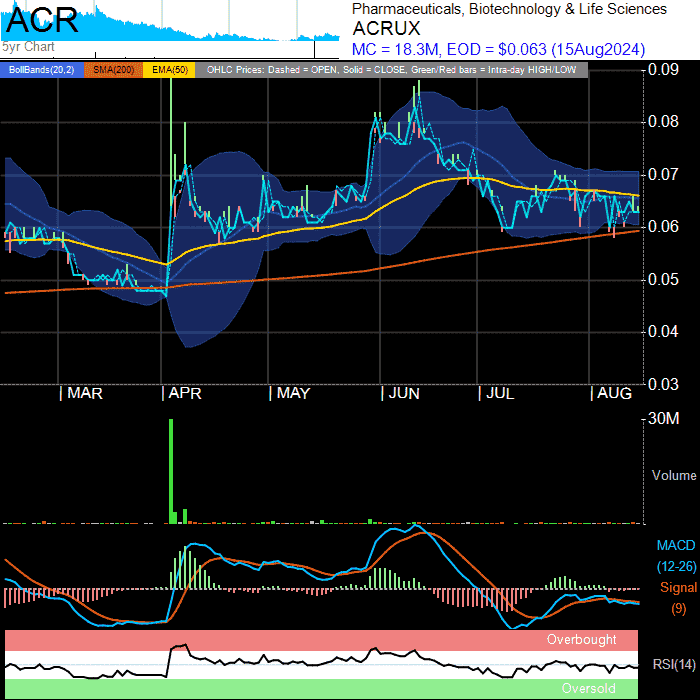 ACR
5yr Chart
Pharmaceuticals, Biotechnology & Life Sciences
ACRUX
MC = 18.3M, EOD = $0.063 (15Aug2024)
BollBands(20,2) SMA(200) EMA(50) OHLC Prices: Dashed = OPEN, Solid = CLOSE, Green/Red bars = Intra-day HIGH/LOW
0.09
0.08
0.07
0.06
0.05
0.04
0.03
MAR APR MAY JUN JUL AUG
30M
Volume
MACD
(12-26)
Signal
(9)
Overbought
RSI(14)
Oversold